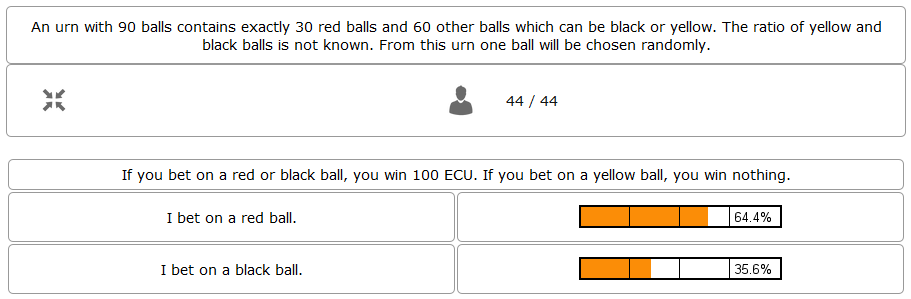 An urn with 90 balls contains exactly 30 red balls and 60 other balls which can be black or yellow. The ratio of yellow and
black balls is not known. From this urn one ball will be chosen randomly.
44 / 44
If you bet on a red or black ball, you win 100 ECU. If you bet on a yellow ball, you win nothing.
I bet on a red ball.
64.4%
I bet on a black ball.
35.6%